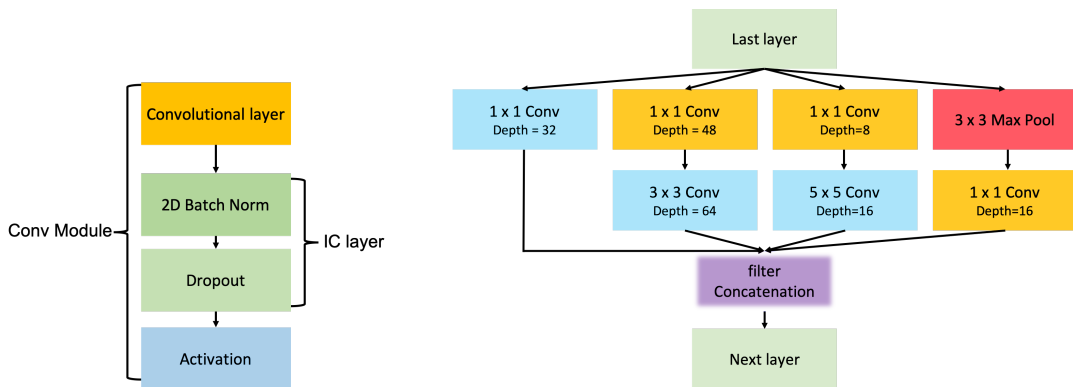 Convolutional layer
2D Batch Norm
Dropout
Activation
Conv Module
IC layer
Last layer
1 x 1 Conv
Depth = 32
1 x 1 Conv
Depth = 48
1 x 1 Conv
Depth=8
3 x 3 Max Pool
3 x 3 Conv
Depth = 64
5 x 5 Conv
Depth=16
1 x 1 Conv
Depth=16
filter
Concatenation
Next layer